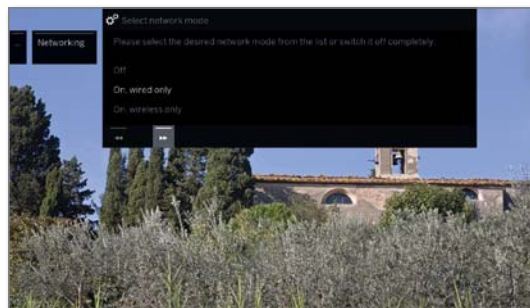 Select network mode
Networking
Please select the desired network mode from the list or switch it off completely.
Off
On, wired only
On, wireless only